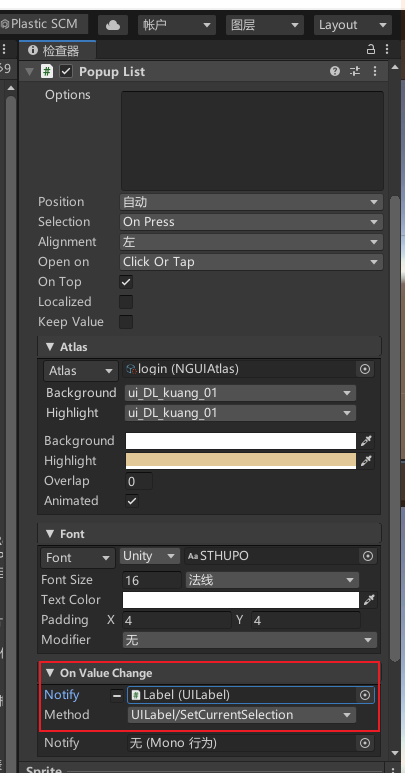 Plastic SCM 帐户 图层 Layout
检查器
Popup List
Options
Position 自动
Selection On Press
Alignment 左
Open on Click Or Tap
On Top
Localized
Keep Value
▼ Atlas
Atlas login (NGUIAtlas)
Background ui_DL_kuang_01
Highlight ui_DL_kuang_01
Background
Highlight
Overlap 0
Animated
▼ Font
Font Unity Aa STHUPO
Font Size 16 法线
Text Color
Padding X 4 Y 4
Modifier 无
▼ On Value Change
Notify Label (UILabel)
Method UILabel/SetCurrentSelection
Notify 无 (Mono 行为)